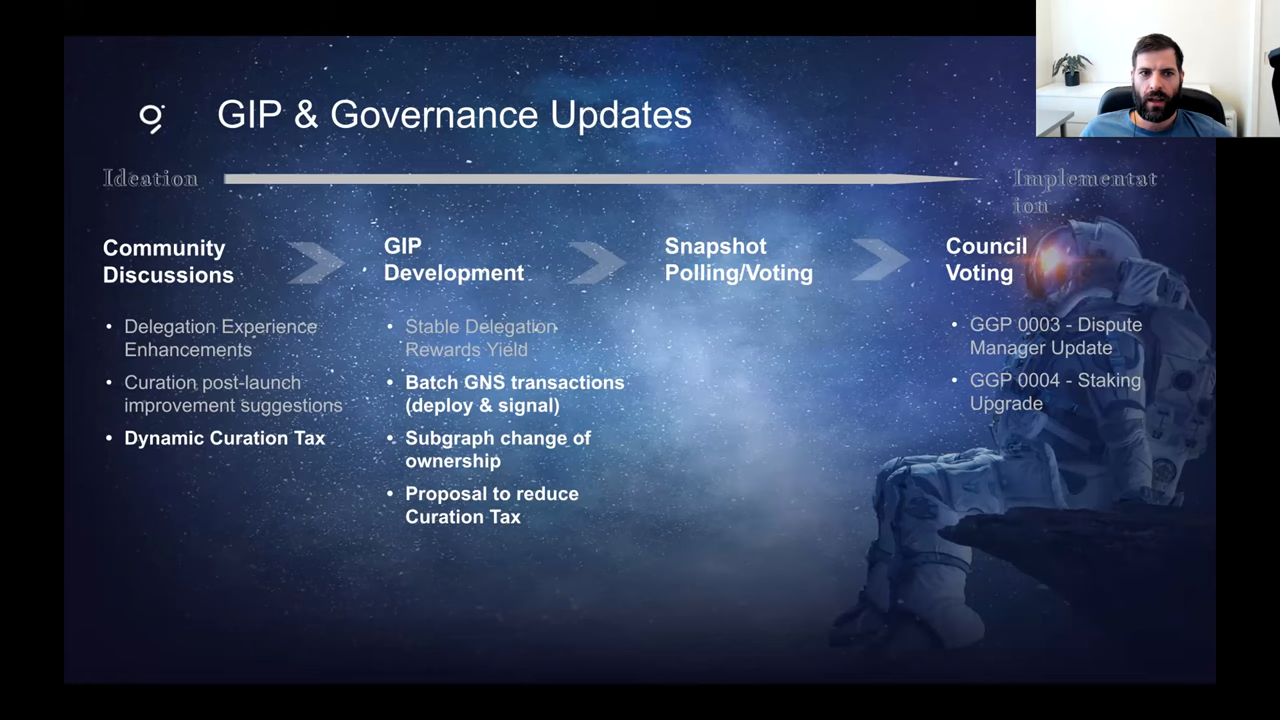 GIP & Governance Updates
Ideation
Implementat
ion
Community
Discussions
GIP
Development
Snapshot
Polling/Voting
Council
Voting
• Delegation Experience
Enhancements
• Curation post-launch
improvement suggestions
• Dynamic Curation Tax
• Stable Delegation
Rewards Yield
• Batch GNS transactions
(deploy & signal)
• Subgraph change of
ownership
• Proposal to reduce
Curation Tax
• GGP 0003 - Dispute
Manager Update
• GGP 0004 - Staking
Upgrade